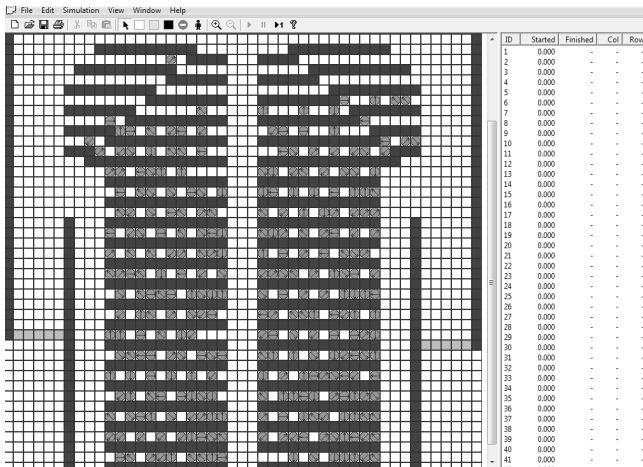 File Edit Simulation View Window Help
ID Started Finished Col Row
1 0.000 - - -
2 0.000 - - -
3 0.000 - - -
4 0.000 - - -
5 0.000 - - -
6 0.000 - - -
7 0.000 - - -
8 0.000 - - -
9 0.000 - - -
10 0.000 - - -
11 0.000 - - -
12 0.000 - - -
13 0.000 - - -
14 0.000 - - -
15 0.000 - - -
16 0.000 - - -
17 0.000 - - -
18 0.000 - - -
19 0.000 - - -
20 0.000 - - -
21 0.000 - - -
22 0.000 - - -
23 0.000 - - -
24 0.000 - - -
25 0.000 - - -
26 0.000 - - -
27 0.000 - - -
28 0.000 - - -
29 0.000 - - -
30 0.000 - - -
31 0.000 - - -
32 0.000 - - -
33 0.000 - - -
34 0.000 - - -
35 0.000 - - -
36 0.000 - - -
37 0.000 - - -
38 0.000 - - -
39 0.000 - - -
40 0.000 - - -
41 0.000 - - -